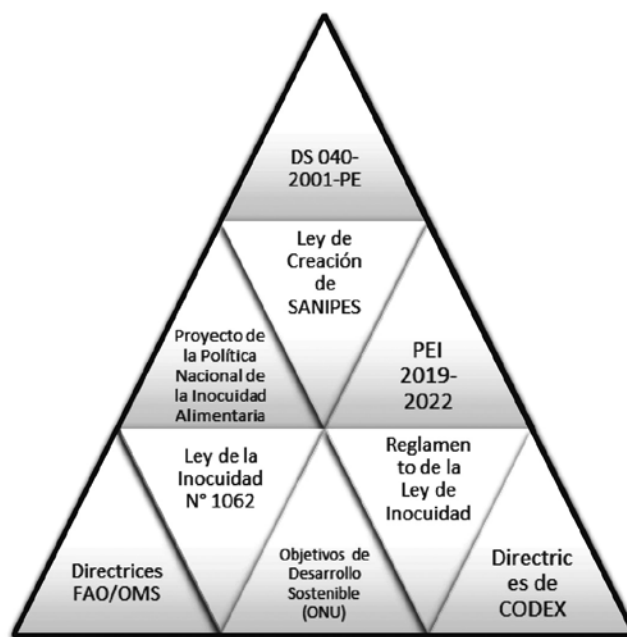 DS 040-
2001-PE
Ley de
Creación
de
SANIPES
Proyecto de
la Política
Nacional de
la Inocuidad
Alimentaria
PEI
2019-
2022
Ley de la
Inocuidad
N° 1062
Reglamen
to de la
Ley de
Inocuidad
Directrices
FAO/OMS
Objetivos de
Desarrollo
Sostenible
(ONU)
Directric
es de
CODEX